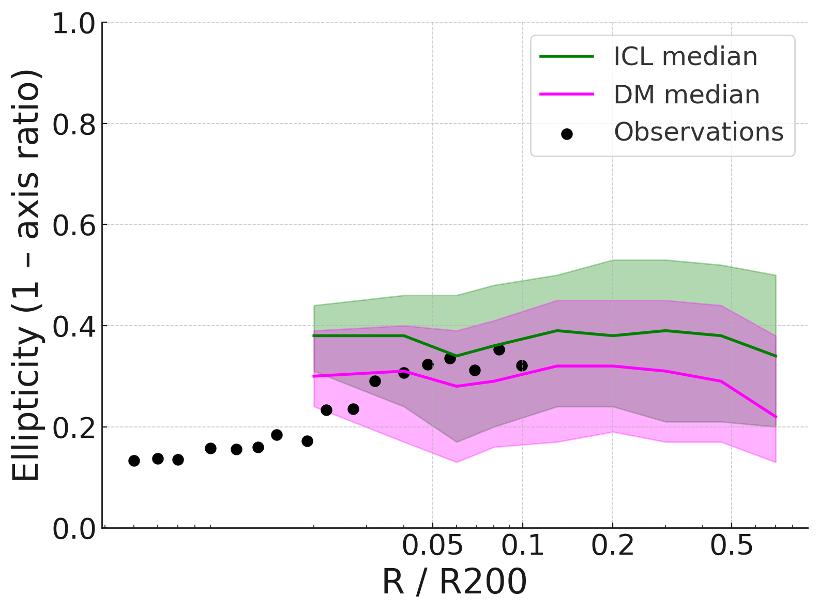 1.0
0.8
0.6
0.4
0.2
0.0
Ellipticity (1 – axis ratio)
ICL median
DM median
Observations
0.05 0.1 0.2 0.5
R / R200